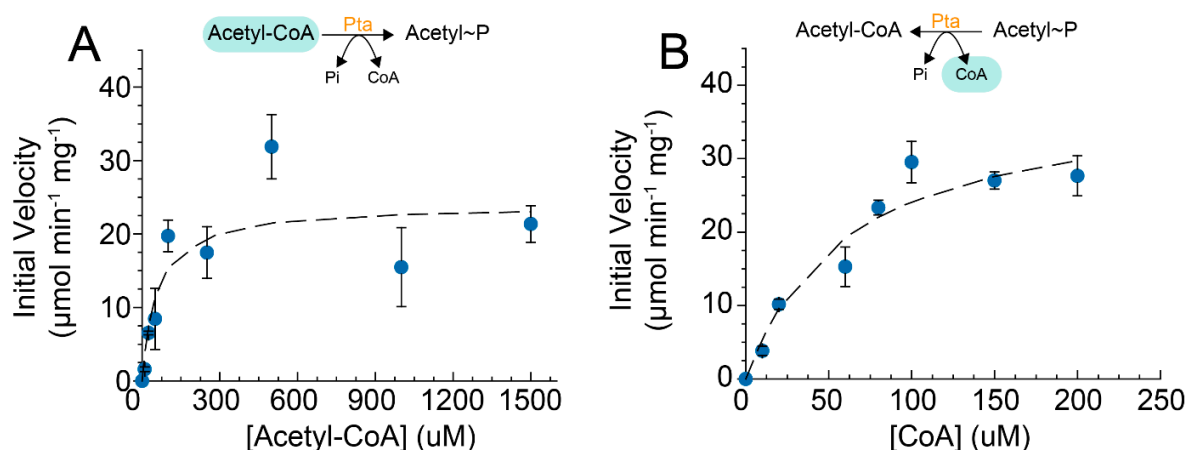 A
Acetyl-CoA Pta Acetyl~P
Pi CoA
40
30
20
10
0
Initial Velocity
(µmol min⁻¹ mg⁻¹)
0 300 600 900 1200 1500
[Acetyl-CoA] (uM)
B
Acetyl-CoA Pta Acetyl~P
Pi CoA
40
30
20
10
0
Initial Velocity
(µmol min⁻¹ mg⁻¹)
0 50 100 150 200 250
[CoA] (uM)